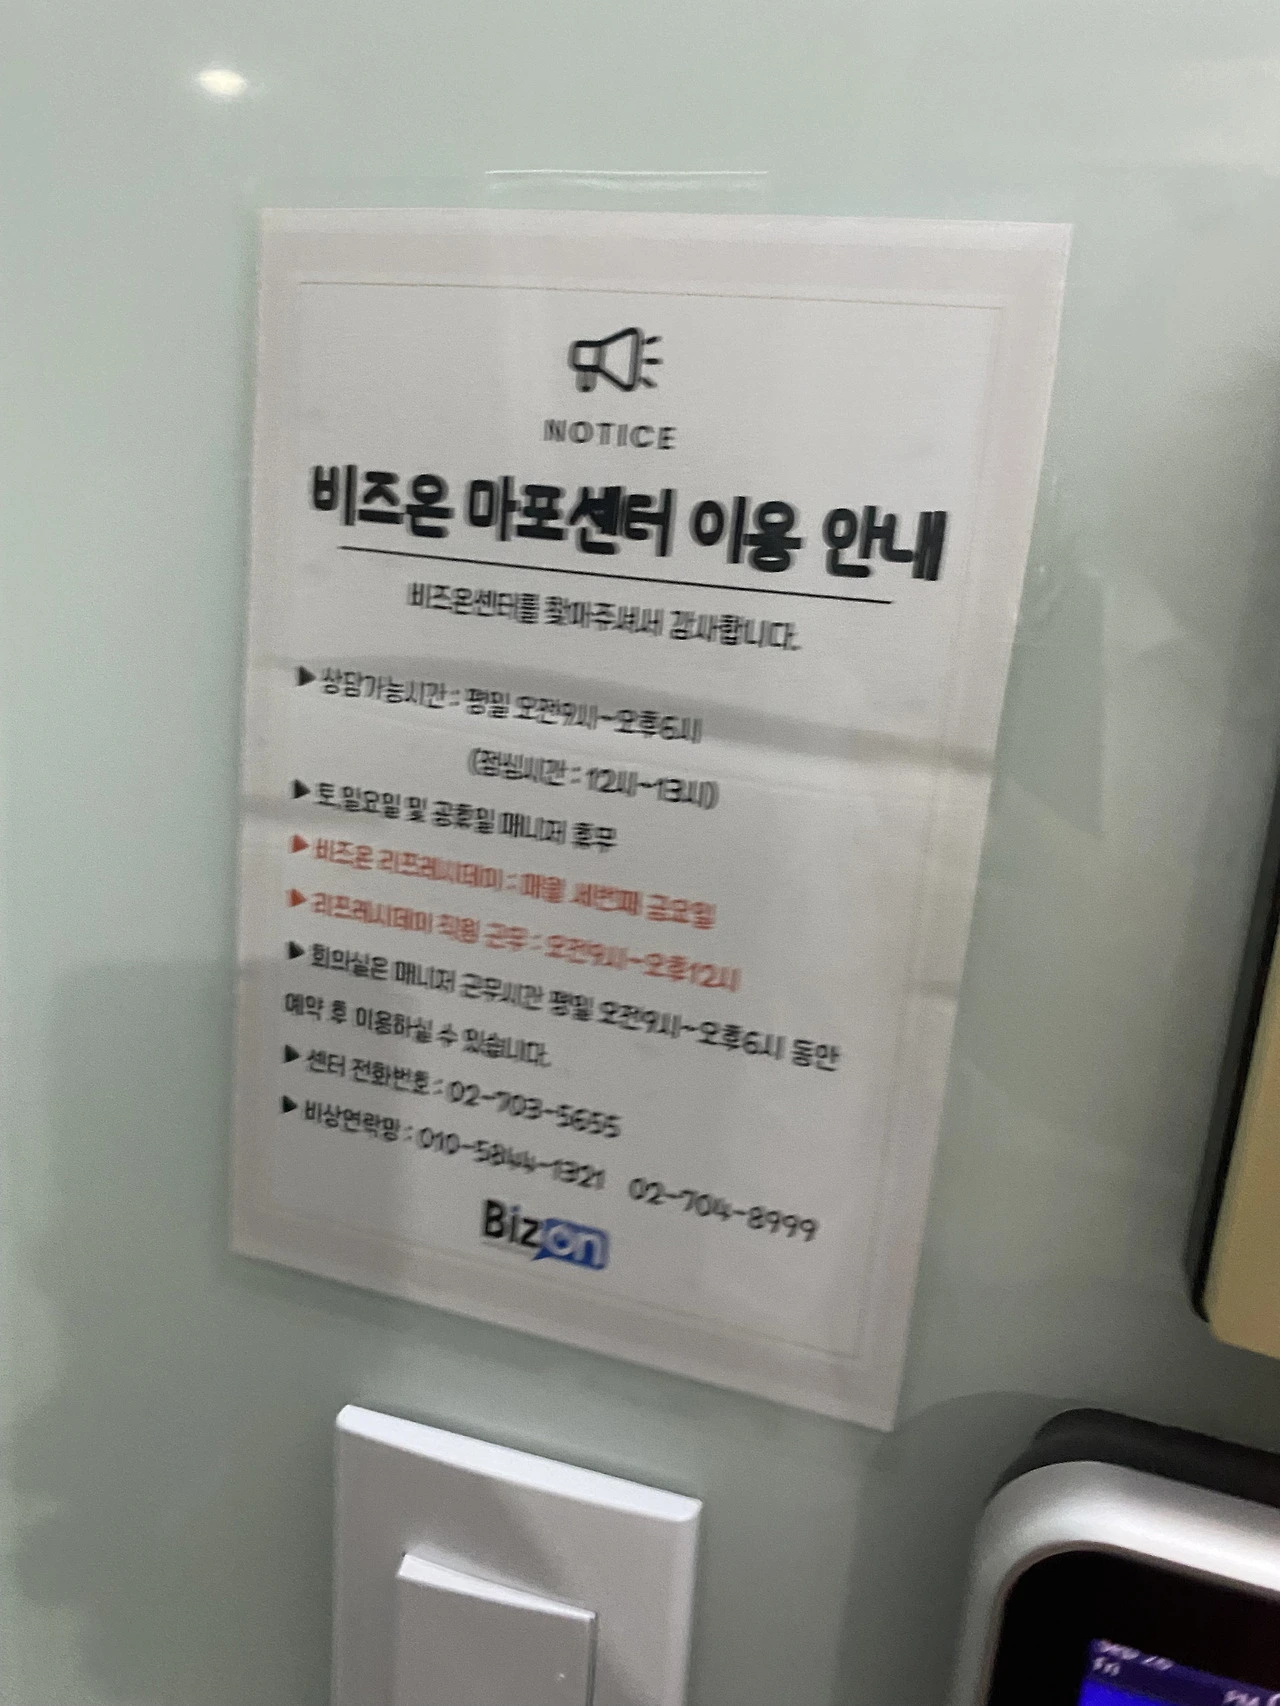 NOTICE
비즈온 마포센터 이용 안내
비즈온센터를 찾아주셔서 감사합니다.
▶ 상담가능시간 : 평일 오전9시~오후6시
(점심시간 : 12시~13시)
▶ 토,일요일 및 공휴일 매니저 휴무
▶ 비즈온 리프레시데이 : 매월 세번째 금요일
▶ 리프레시데이 직원 근무 : 오전9시~오후12시
▶ 회의실은 매니저 근무시간 평일 오전9시~오후6시 동안
예약 후 이용하실 수 있습니다.
▶ 센터 전화번호 : 02-703-5655
▶ 비상연락망 : 010-5844-1321 02-704-8999
Bizon